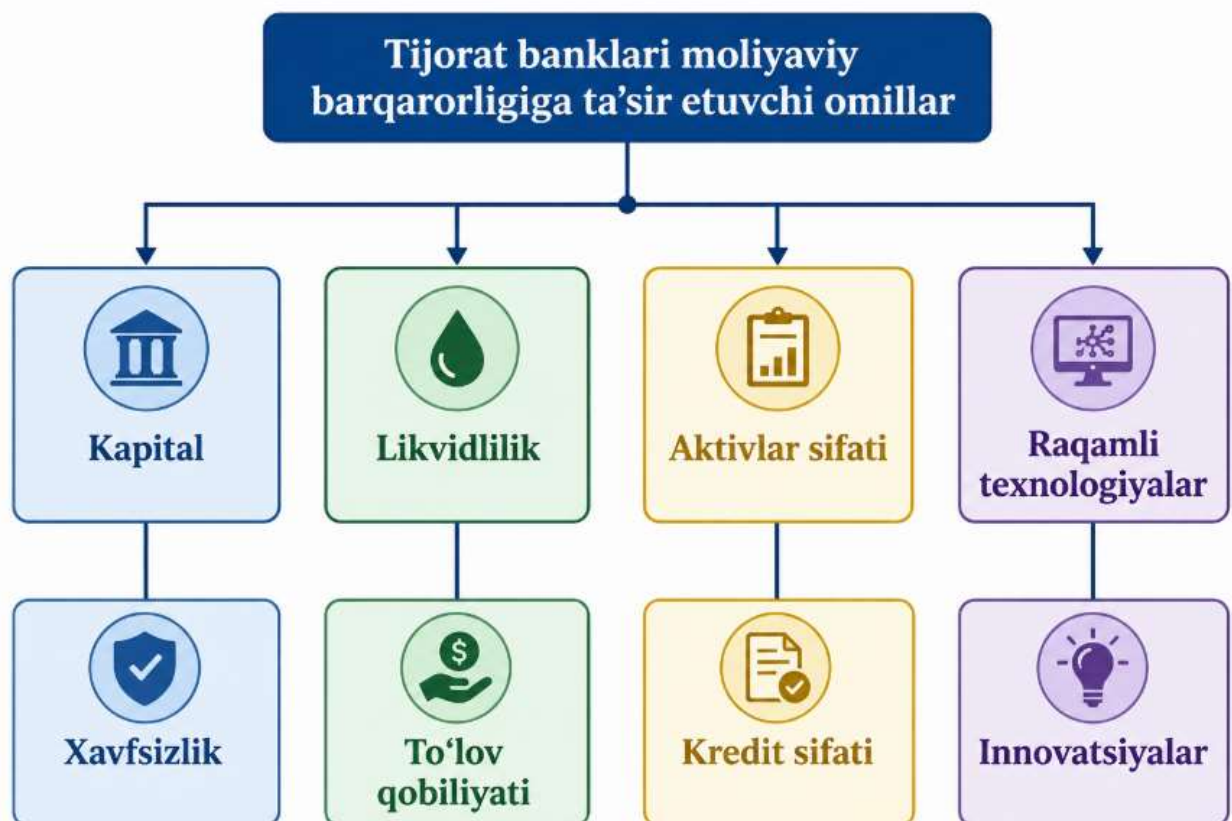 Tijorat banklari moliyaviy
barqarorligiga ta’sir etuvchi omillar
Kapital
Likvidlilik
Aktivlar sifati
Raqamli
texnologiyalar
Xavfsizlik
To‘lov
qobiliyati
Kredit sifati
Innovatsiyalar